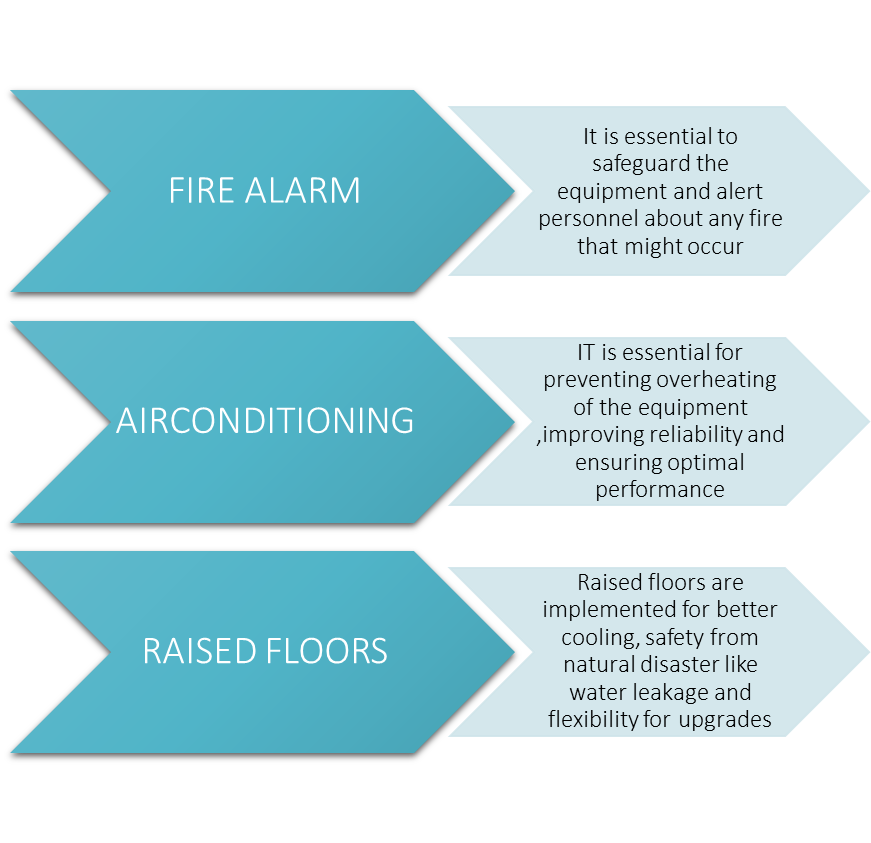 FIRE ALARM
It is essential to
safeguard the
equipment and alert
personnel about any fire
that might occur
AIRCONDITIONING
IT is essential for
preventing overheating
of the equipment
,improving reliability and
ensuring optimal
performance
RAISED FLOORS
Raised floors are
implemented for better
cooling, safety from
natural disaster like
water leakage and
flexibility for upgrades